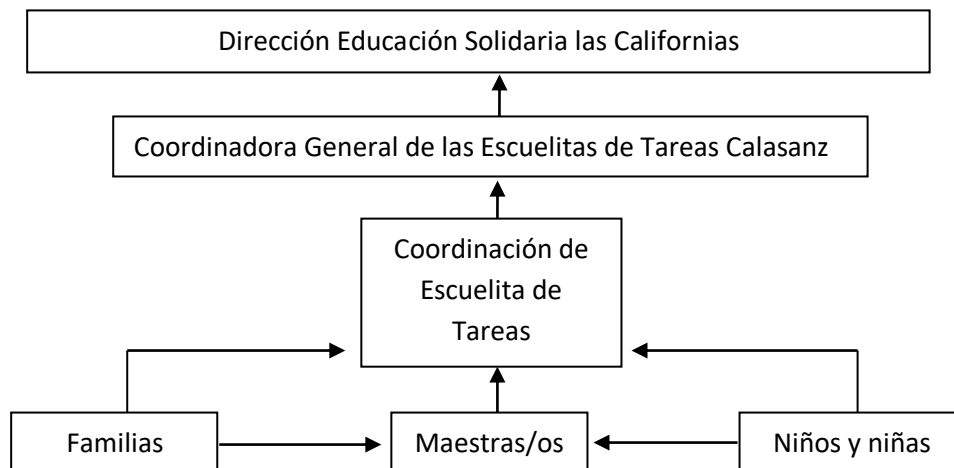 Dirección Educación Solidaria las Californias
Coordinadora General de las Escuelitas de Tareas Calasanz
Coordinación de
Escuelita de
Tareas
Familias
Maestras/os
Niños y niñas